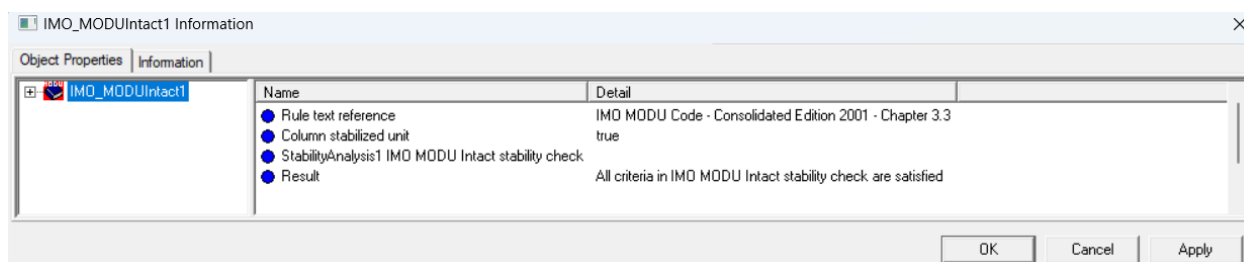 IMO_MODUIntact1 Information
Object Properties Information
IMO_MODUIntact1
Name Detail
Rule text reference IMO MODU Code - Consolidated Edition 2001 - Chapter 3.3
Column stabilized unit true
StabilityAnalysis1 IMO MODU Intact stability check
Result All criteria in IMO MODU Intact stability check are satisfied
OK Cancel Apply